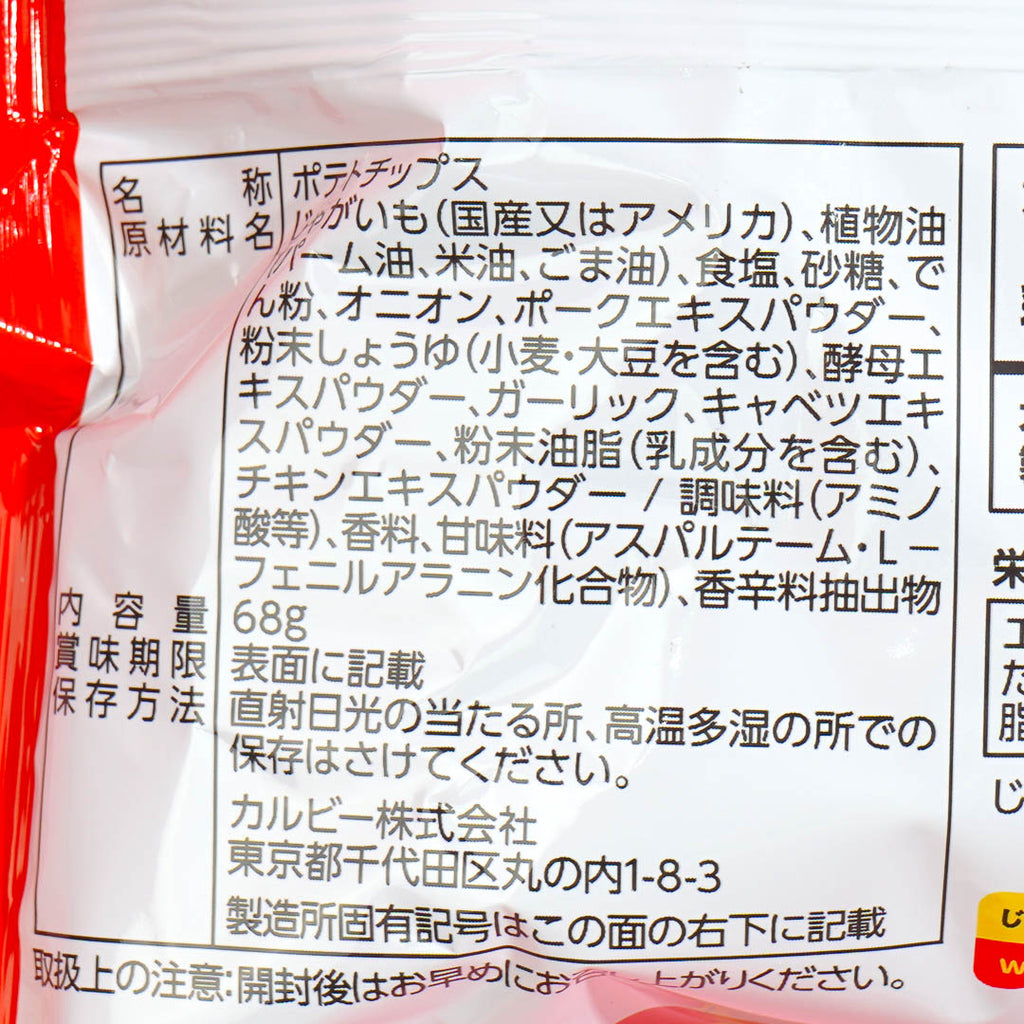 名称 ポテトチップス
原材料名 じゃがいも(国産又はアメリカ)、植物油
(パーム油、米油、ごま油)、食塩、砂糖、で
ん粉、オニオン、ポークエキスパウダー、
粉末しょうゆ(小麦・大豆を含む)、酵母エ
キスパウダー、ガーリック、キャベツエキ
スパウダー、粉末油脂(乳成分を含む)、
チキンエキスパウダー / 調味料(アミノ
酸等)、香料、甘味料(アスパルテーム・L－
フェニルアラニン化合物)、香辛料抽出物
内容量 68g
賞味期限 表面に記載
保存方法 直射日光の当たる所、高温多湿の所での
保存はさけてください。
カルビー株式会社
東京都千代田区丸の内1-8-3
製造所固有記号はこの面の右下に記載
取扱上の注意:開封後はお早めにお召し上がりください。
栄
エ
た
脂
じ
じ
w